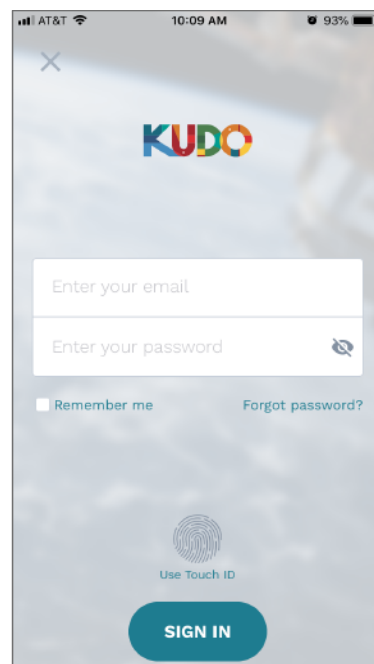 AT&T 10:09 AM 93%
KUDO
Enter your email
Enter your password
Remember me Forgot password?
Use Touch ID
SIGN IN